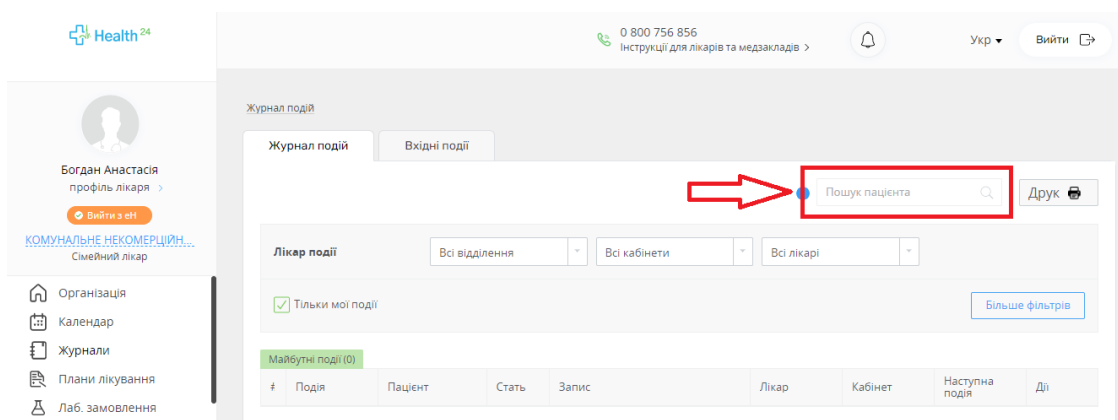 Health 24
0 800 756 856
Інструкції для лікарів та медзакладів >
Укр
Вийти
Богдан Анастасія
профіль лікаря >
Вийти з еН
КОМУНАЛЬНЕ НЕКОМЕРЦІЙН...
Сімейний лікар
Організація
Календар
Журнали
Плани лікування
Лаб. замовлення
Журнал подій
Журнал подій
Вхідні події
Пошук пацієнта
Друк
Лікар події
Всі відділення
Всі кабінети
Всі лікарі
Тільки мої події
Більше фільтрів
Майбутні події (0)
# Подія Пацієнт Стать Запис Лікар Кабінет Наступна подія Дії